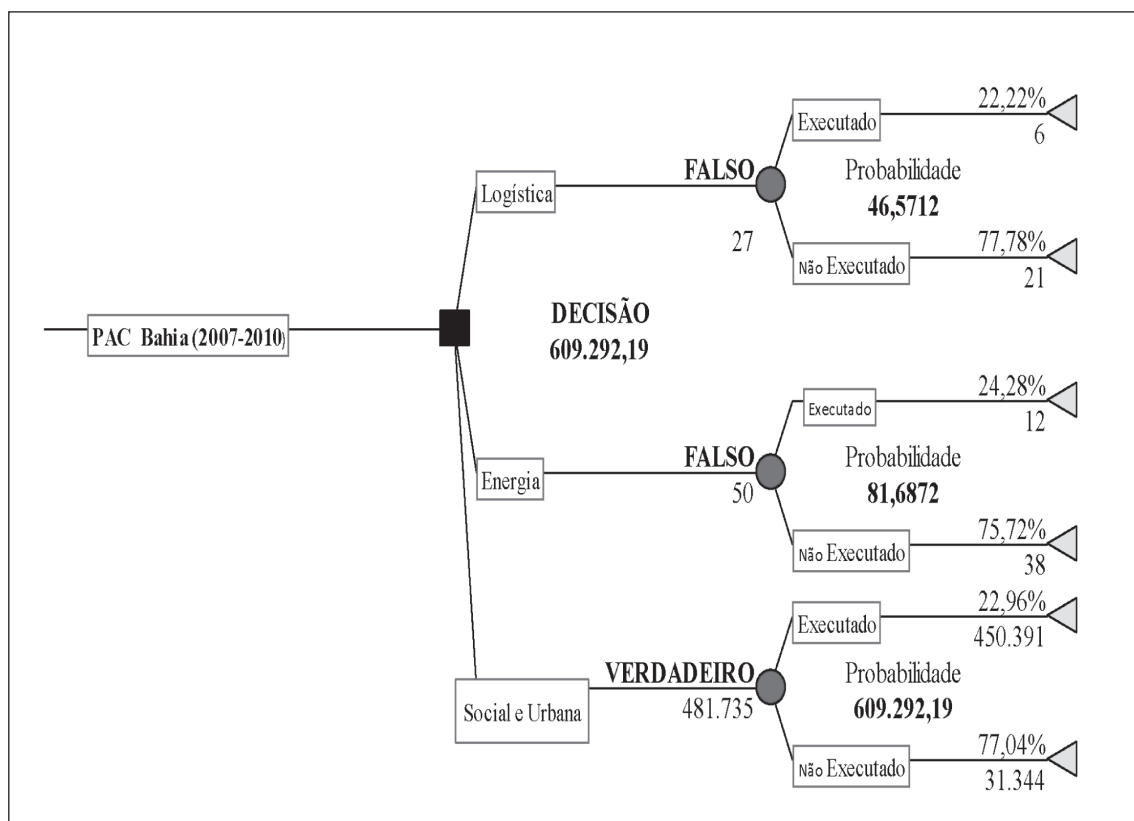 PAC Bahia (2007-2010)
DECISÃO
609.292,19
Logística
FALSO
27
Executado
22,22%
6
Probabilidade
46,5712
Não Executado
77,78%
21
Energia
FALSO
50
Executado
24,28%
12
Probabilidade
81,6872
Não Executado
75,72%
38
Social e Urbana
VERDADEIRO
481.735
Executado
22,96%
450.391
Probabilidade
609.292,19
Não Executado
77,04%
31.344